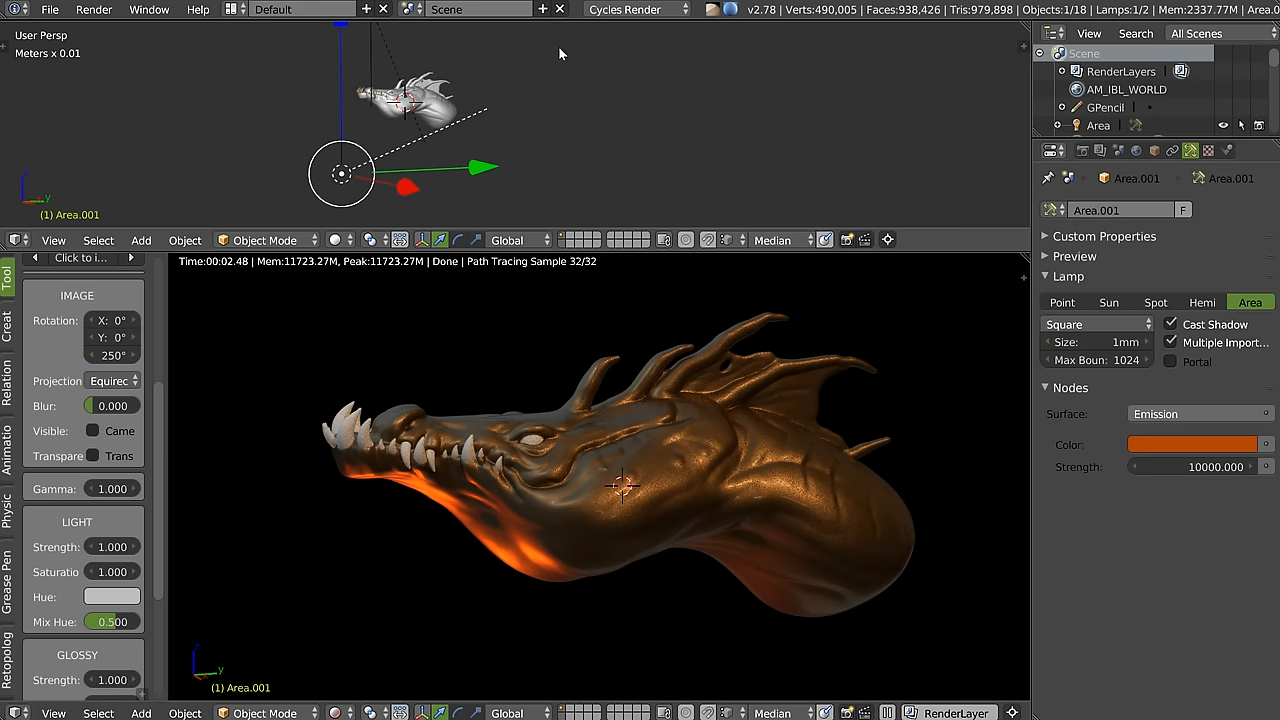 File Render Window Help Default Scene Cycles Render v2.78 | Verts:490,005 | Faces:938,426 | Tris:979,898 | Objects:1/18 | Lamps:1/2 | Mem:2337.77M | Area.0
User Persp
Meters x 0.01
(1) Area.001
View Select Add Object Object Mode Global Median
View Search All Scenes
Scene
RenderLayers
AM_IBL_WORLD
GPencil
Area
Area.001 Area.001
Area.001 F
Custom Properties
Preview
Lamp
Point Sun Spot Hemi Area
Square Cast Shadow
Size: 1mm Multiple Import...
Max Boun: 1024 Portal
Nodes
Surface: Emission
Color:
Strength: 10000.000
Tool
Creat
Relation
Animatio
Physic
Grease Pen
Retopolog
Click to i...
IMAGE
Rotation: X: 0°
Y: 0°
250°
Projection Equirec
Blur: 0.000
Visible: Came
Transpare Trans
Gamma: 1.000
LIGHT
Strength: 1.000
Saturatio 1.000
Hue:
Mix Hue: 0.500
GLOSSY
Strength: 1.000
Time:00:02.48 | Mem:11723.27M, Peak:11723.27M | Done | Path Tracing Sample 32/32
y
(1) Area.001
View Select Add Object Object Mode Global Median RenderLayer